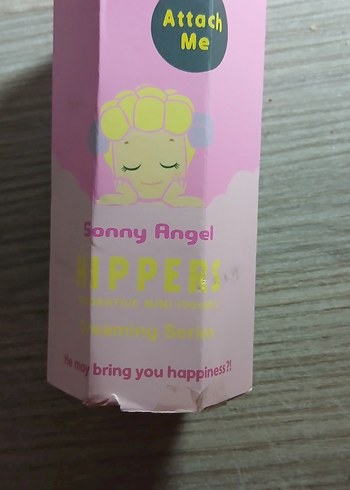 Attach
Me
Sonny Angel
HIPPERS
Dreaming Series
He may bring you happiness?!